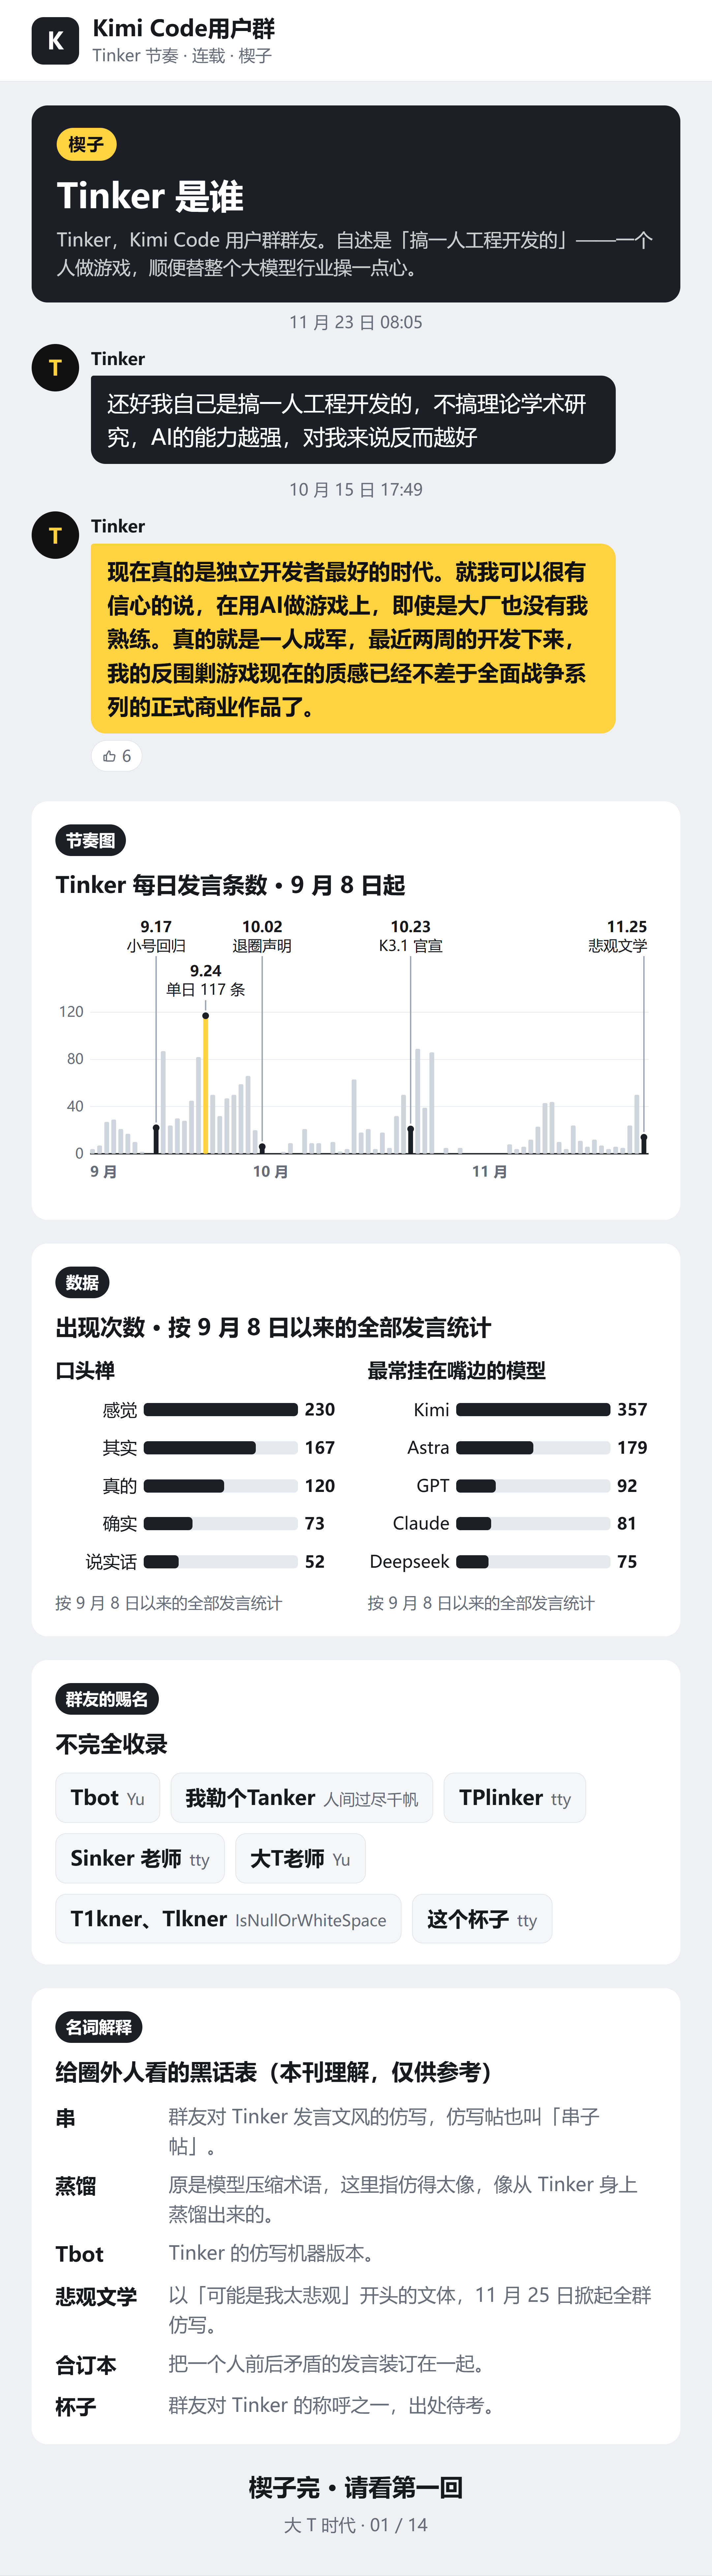 K
Kimi Code用户群
Tinker 节奏 · 连载 · 楔子
楔子
Tinker 是谁
Tinker，Kimi Code 用户群群友。自述是「搞一人工程开发的」——一个
人做游戏，顺便替整个大模型行业操一点心。
11 月 23 日 08:05
T
Tinker
还好我自己是搞一人工程开发的，不搞理论学术研
究，AI的能力越强，对我来说反而越好
10 月 15 日 17:49
T
Tinker
现在真的是独立开发者最好的时代。就我可以很有
信心的说，在用AI做游戏上，即使是大厂也没有我
熟练。真的就是一人成军，最近两周的开发下来，
我的反围剿游戏现在的质感已经不差于全面战争系
列的正式商业作品了。
6
节奏图
Tinker 每日发言条数 • 9 月 8 日起
9.17 10.02 10.23 11.25
小号回归 退圈声明 K3.1 官宣 悲观文学
9.24
单日 117 条
120
80
40
0
9 月 10 月 11 月
数据
出现次数 • 按 9 月 8 日以来的全部发言统计
口头禅 最常挂在嘴边的模型
感觉 230 Kimi 357
其实 167 Astra 179
真的 120 GPT 92
确实 73 Claude 81
说实话 52 Deepseek 75
按 9 月 8 日以来的全部发言统计 按 9 月 8 日以来的全部发言统计
群友的赐名
不完全收录
Tbot Yu 我勒个Tanker 人间过尽千帆 TPlinker tty
Sinker 老师 tty 大T老师 Yu
T1kner、Tlkner IsNullOrWhiteSpace 这个杯子 tty
名词解释
给圈外人看的黑话表（本刊理解，仅供参考）
串 群友对 Tinker 发言文风的仿写，仿写帖也叫「串子
帖」。
蒸馏 原是模型压缩术语，这里指仿得太像，像从 Tinker 身上
蒸馏出来的。
Tbot Tinker 的仿写机器版本。
悲观文学 以「可能是我太悲观」开头的文体，11 月 25 日掀起全群
仿写。
合订本 把一个人前后矛盾的发言装订在一起。
杯子 群友对 Tinker 的称呼之一，出处待考。
楔子完 • 请看第一回
大 T 时代 · 01 / 14